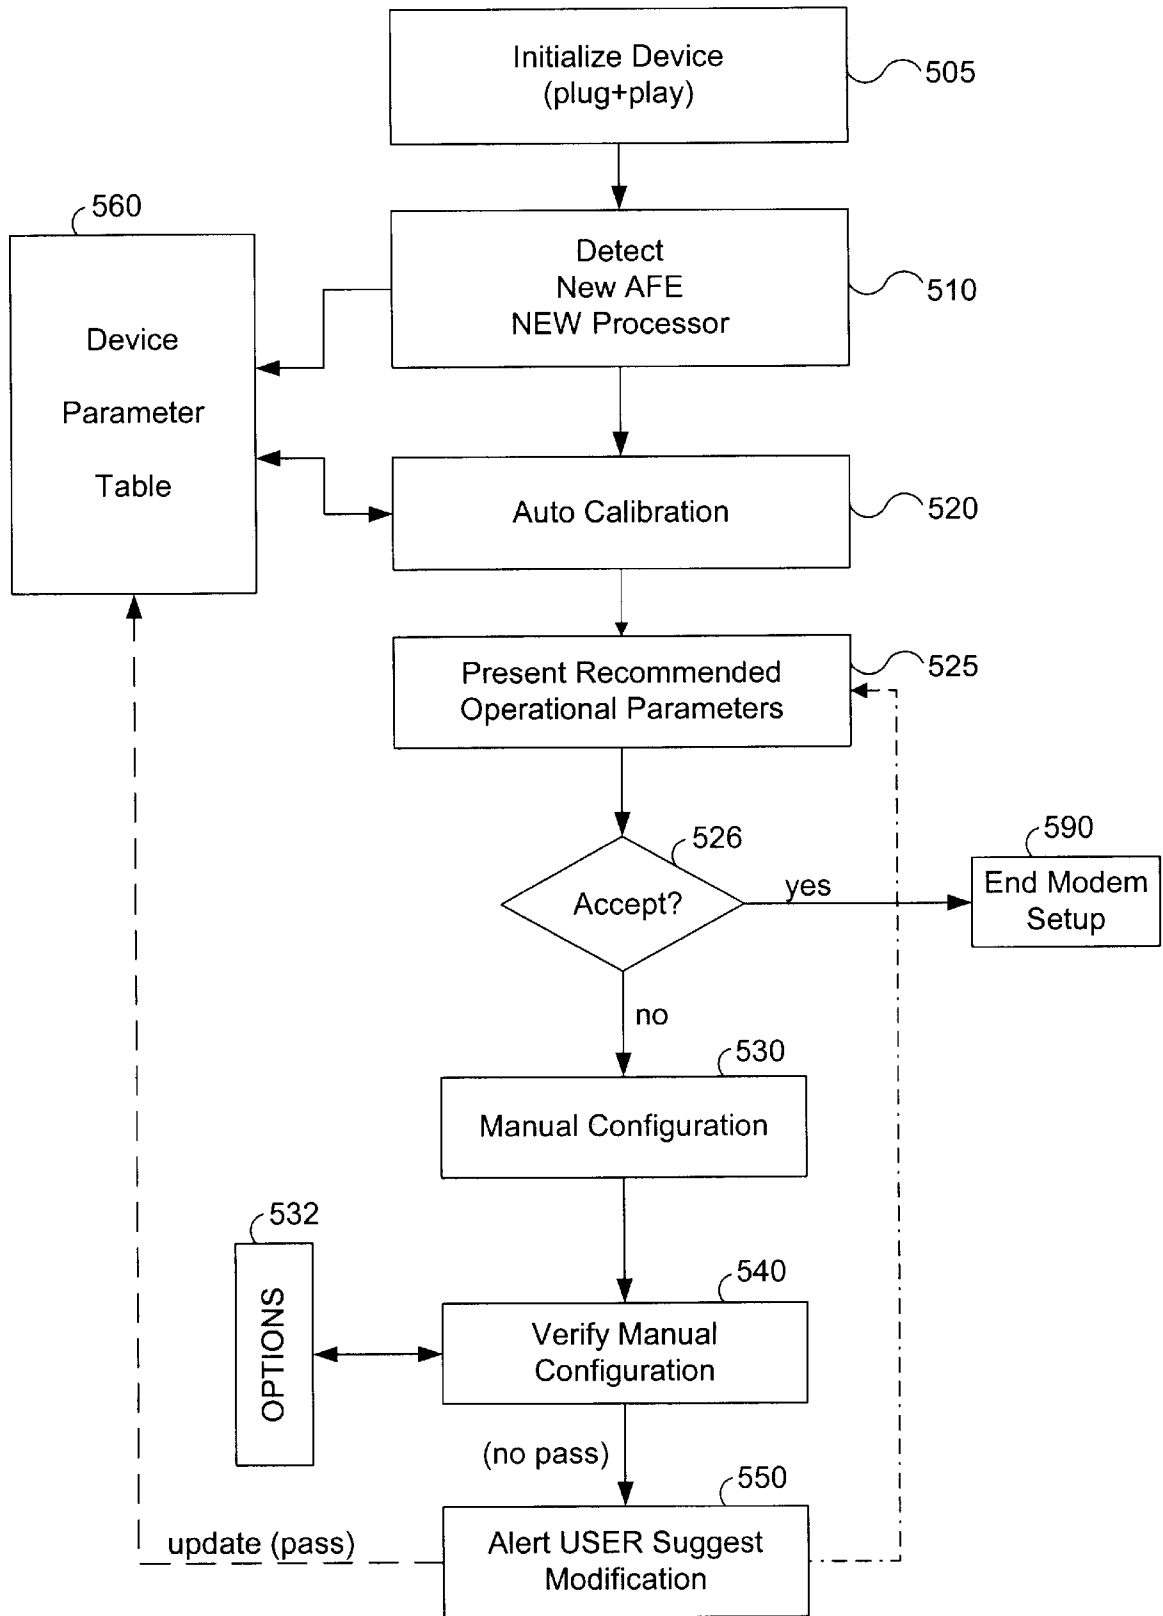 Initialize Device
(plug+play)
505
560
Device
Parameter
Table
Detect
New AFE
NEW Processor
510
Auto Calibration
520
Present Recommended
Operational Parameters
525
526
Accept?
yes
590
End Modem
Setup
no
530
Manual Configuration
532
OPTIONS
540
Verify Manual
Configuration
(no pass)
550
update (pass)
Alert USER Suggest
Modification